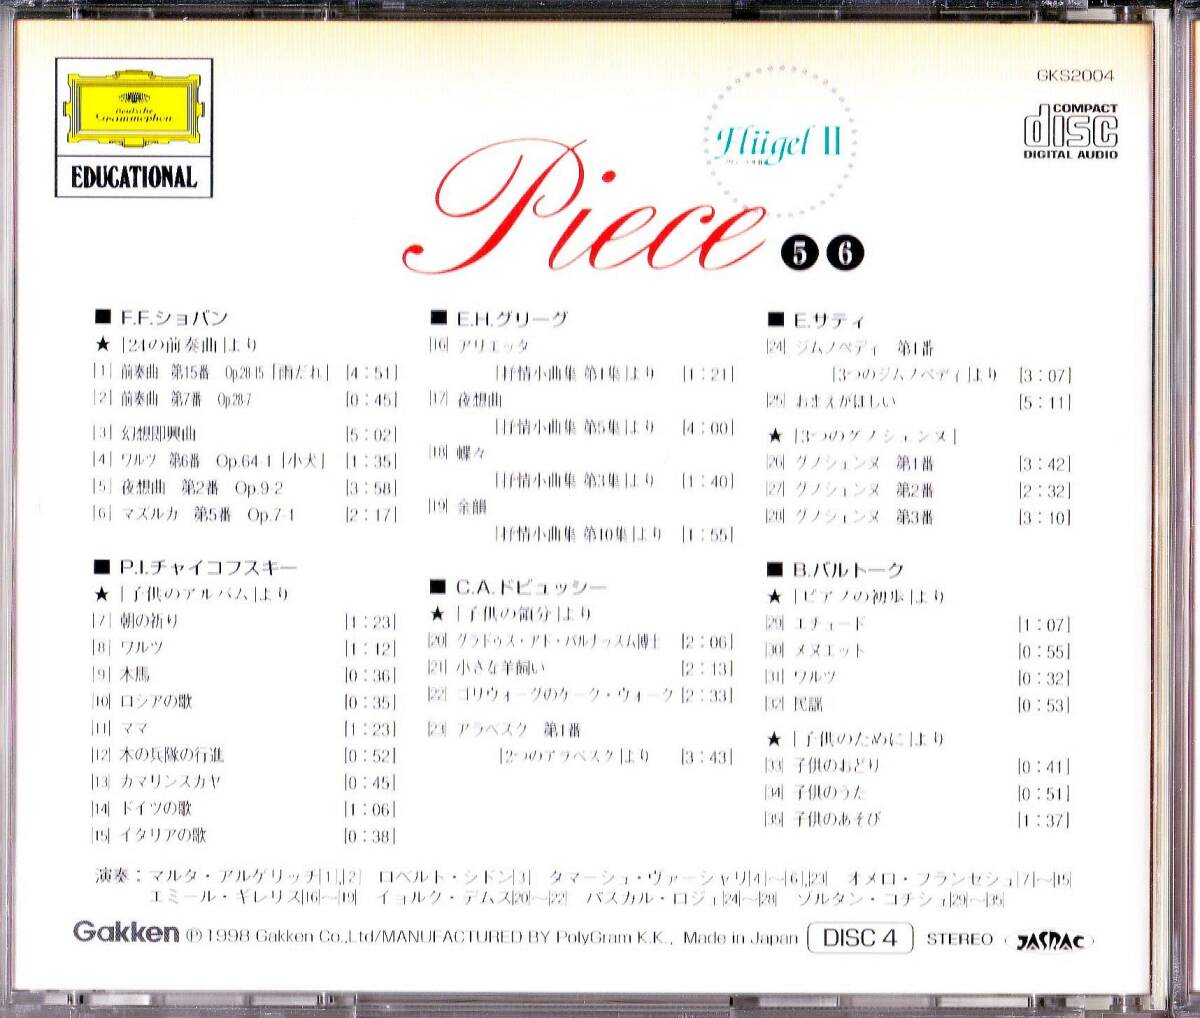 Deutsche
Grammophon
EDUCATIONAL
GKS2004
COMPACT
disc
DIGITAL AUDIO
Flügel II
Piece 5 6
■ F.F.ショパン
★「24の前奏曲」より
[1] 前奏曲 第15番 Op.28-15「雨だれ」 [4:51]
[2] 前奏曲 第7番 Op.28-7 [0:45]
[3] 幻想即興曲 [5:02]
[4] ワルツ 第6番 Op.64-1「小犬」 [1:35]
[5] 夜想曲 第2番 Op.9-2 [3:58]
[6] マズルカ 第5番 Op.7-1 [2:17]
■ P.I.チャイコフスキー
★「子供のアルバム」より
[7] 朝の祈り [1:23]
[8] ワルツ [1:12]
[9] 木馬 [0:36]
[10] ロシアの歌 [0:35]
[11] ママ [1:23]
[12] 木の兵隊の行進 [0:52]
[13] カマリンスカヤ [0:45]
[14] ドイツの歌 [1:06]
[15] イタリアの歌 [0:38]
■ E.H.グリーグ
[16] アリエッタ
「抒情小曲集 第1集」より [1:21]
[17] 夜想曲
「抒情小曲集 第5集」より [4:00]
[18] 蝶々
「抒情小曲集 第3集」より [1:40]
[19] 余韻
「抒情小曲集 第10集」より [1:55]
■ C.A.ドビュッシー
★「子供の領分」より
[20] グラドゥス・アド・パルナッスム博士 [2:06]
[21] 小さな羊飼い [2:13]
[22] ゴリウォーグのケーク・ウォーク [2:33]
[23] アラベスク 第1番
「2つのアラベスク」より [3:43]
■ E.サティ
[24] ジムノペディ 第1番
「3つのジムノペディ」より [3:07]
[25] おまえがほしい [5:11]
★「3つのグノシェンヌ」
[26] グノシェンヌ 第1番 [3:42]
[27] グノシェンヌ 第2番 [2:32]
[28] グノシェンヌ 第3番 [3:10]
■ B.バルトーク
★「ピアノの初歩」より
[29] エチュード [1:07]
[30] メヌエット [0:55]
[31] ワルツ [0:32]
[32] 民謡 [0:53]
★「子供のために」より
[33] 子供のおどり [0:41]
[34] 子供のうた [0:51]
[35] 子供のあそび [1:37]
演奏：マルタ・アルゲリッチ[1],[2] ロベルト・シドン[3] タマーシュ・ヴァーシャリ[4]〜[6],[23] オメロ・フランセシュ[7]〜[15]
エミール・ギレリス[16]〜[19] イョルク・デムス[20]〜[22] パスカル・ロジェ[24]〜[28] ゾルタン・コチシュ[29]〜[35]
Gakken ℗1998 Gakken Co.,Ltd/MANUFACTURED BY PolyGram K.K., Made in Japan DISC 4 STEREO JASRAC